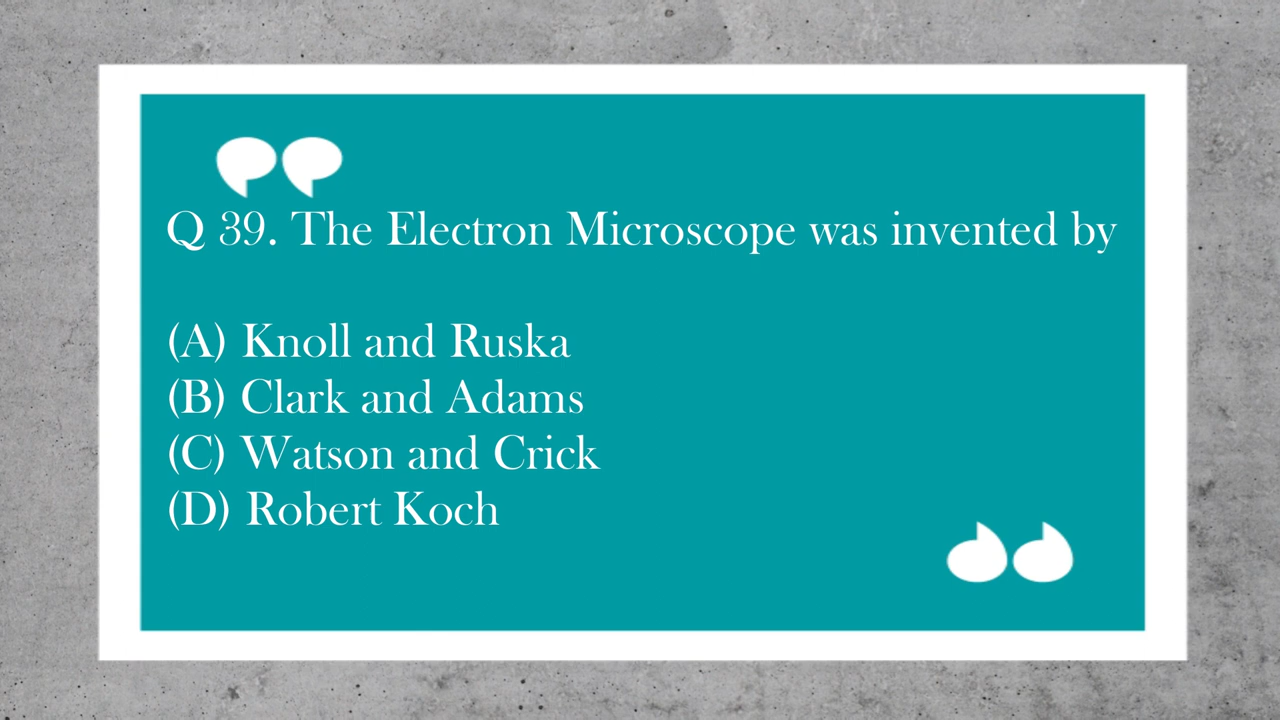 Q 39. The Electron Microscope was invented by
(A) Knoll and Ruska
(B) Clark and Adams
(C) Watson and Crick
(D) Robert Koch